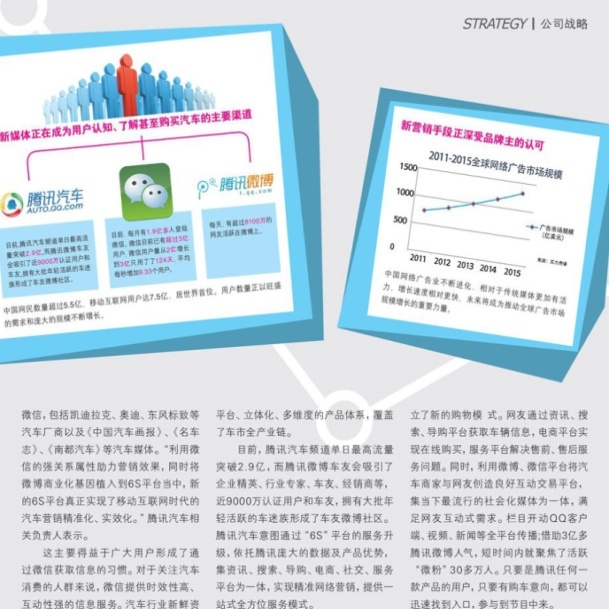 STRATEGY | 公司战略
新媒体正在成为用户认知、了解甚至购买汽车的主要渠道
腾讯汽车
AUTO.QQ.COM
目前,腾讯汽车频道单日最高流
量突破2.9亿,而腾讯微博车友
会吸引了近9000万认证用户和
车友,拥有大批年轻活跃的车迷
族形成了车友微博社区。
目前,每月有1.9亿多人登陆
微信,微信目前已有超过3亿
用户,微信用户量从2亿增长
到3亿只用了了124天,平均
每秒增加9.33个用户。
腾讯微博
每天,有超过8100万的
网友活跃在微博上。
中国网民数量超过5.5亿,移动互联网用户达7.5亿,居世界首位。用户数量正以旺盛
的需求和庞大的规模不断增长。
新营销手段正深受品牌主的认可
2011-2015全球网络广告市场规模
1500
1000
500
0
2011 2012 2013 2014 2015
广告市场规模
(亿美元)
来源:实力传播
中国网络广告业不断进化,相对于传统媒体更加有活
力,增长速度相对更快,未来将成为推动全球广告市场
规模增长的重要力量。
微信,包括凯迪拉克、奥迪、东风标致等
汽车厂商以及《中国汽车画报》、《名车
志》、《南都汽车》等汽车媒体。“利用微
信的强关系属性助力营销效果,同时将
微博商业化基因植入到6S平台当中,新
的6S平台真正实现了移动互联网时代的
汽车营销精准化、实效化。”腾讯汽车相
关负责人表示。
这主要得益于广大用户形成了通
过微信获取信息的习惯。对于关注汽车
消费的人群来说,微信提供时效性高、
互动性强的信息服务。汽车行业新鲜资
平台、立体化、多维度的产品体系,覆盖
了车市全产业链。
目前,腾讯汽车频道单日最高流量
突破2.9亿,而腾讯微博车友会吸引了
企业精英、行业专家、车友、经销商等,
近9000万认证用户和车友,拥有大批年
轻活跃的车迷族形成了车友微博社区。
腾讯汽车意图通过“6S”平台的服务升
级,依托腾讯庞大的数据及产品优势,
集资讯、搜索、导购、电商、社交、服务
平台为一体,实现精准网络营销,提供一
站式全方位服务模式。
立了新的购物模 式。网友通过资讯、搜
索、导购平台获取车辆信息,电商平台实
现在线购买,服务平台解决售前、售后服
务问题。同时,利用微博、微信平台将汽
车商家与网友创造良好互动交易平台,
集当下最流行的社会化媒体为一体,满
足网友互动式需求。栏目开动QQ客户
端、视频、新闻等全平台传播;借助3亿多
腾讯微博人气,短时间内就聚焦了活跃
“微粉”30多万人。只要是腾讯任何一
款产品的用户,只要有购车意向,都可以
迅速找到入口,参与到节目中来。